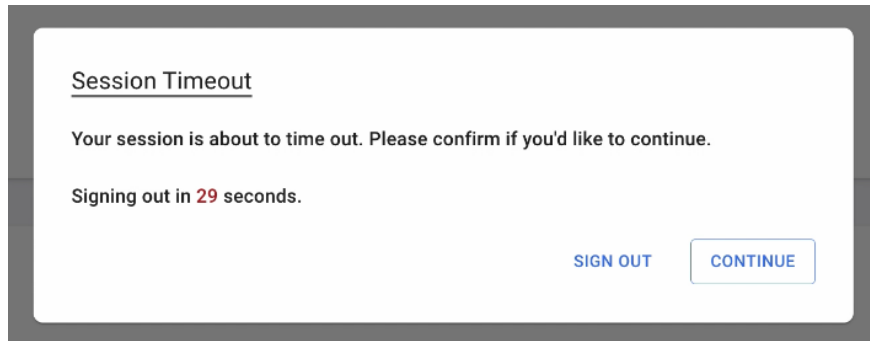 Session Timeout
Your session is about to time out. Please confirm if you'd like to continue.
Signing out in 29 seconds.
SIGN OUT CONTINUE